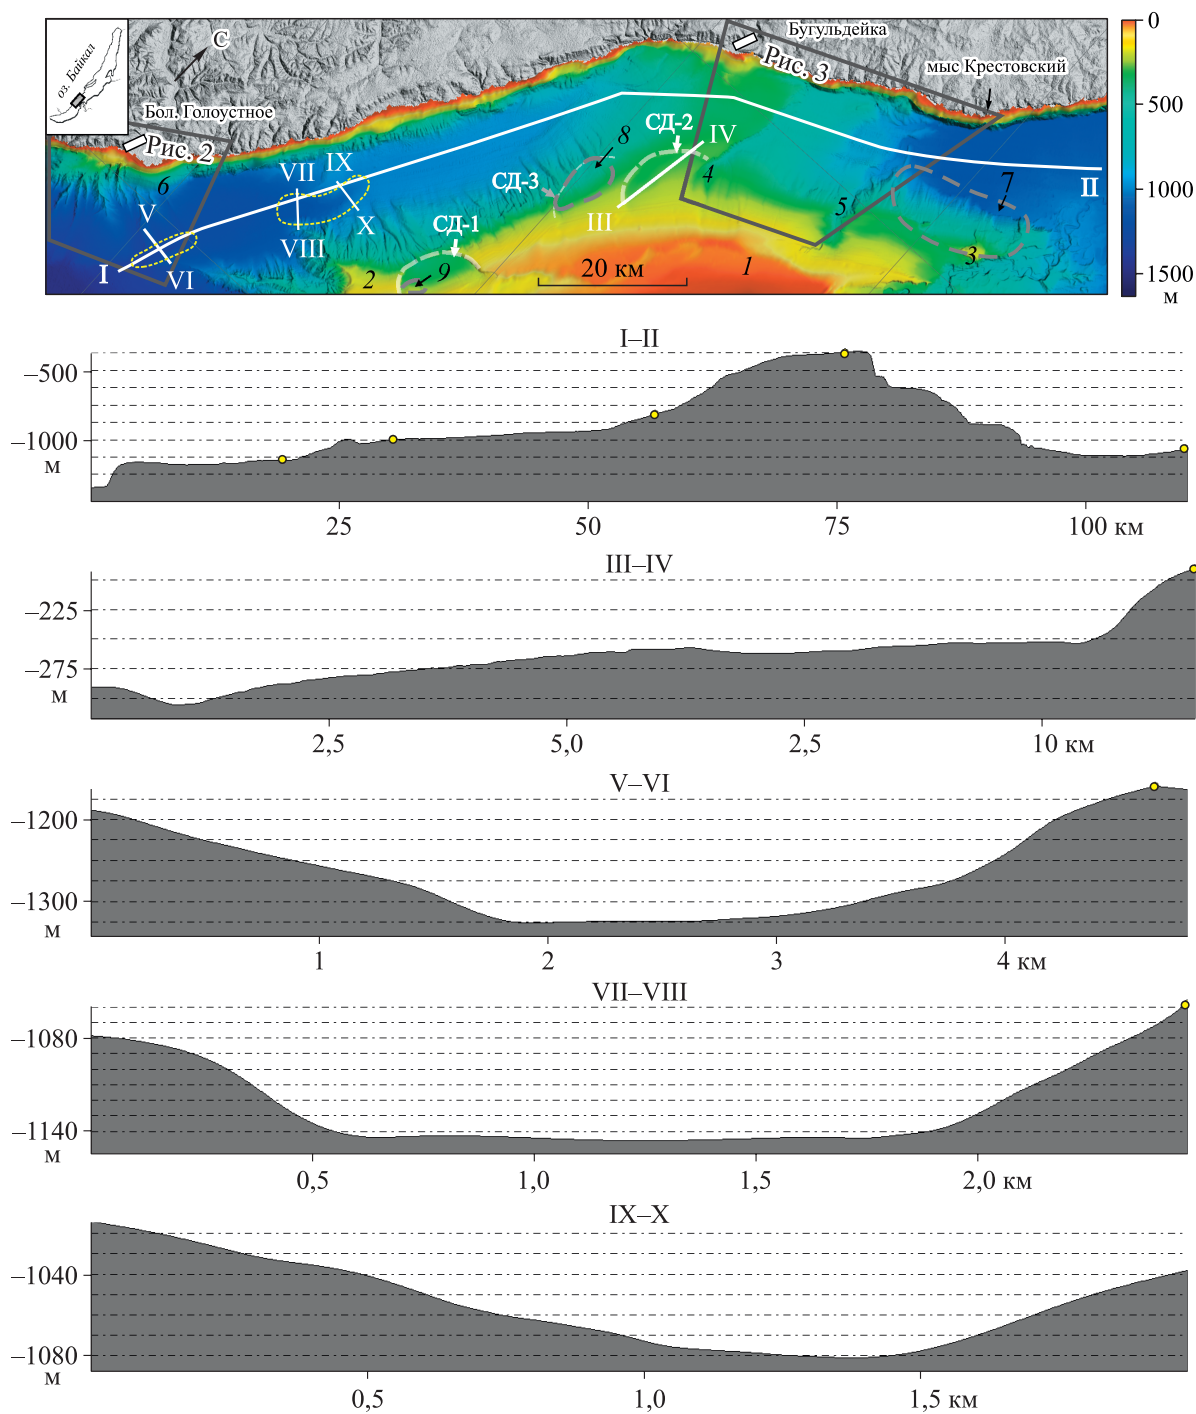 оз. Байкал
С
Бугульдейка
Рис. 3
мыс Крестовский
Бол. Голоустное
Рис. 2
0
500
1000
1500
м
6
VII
IX
V
VIII
X
I
VI
8
СД-2
IV
СД-3
4
III
СД-1
2
9
20 км
1
5
7
3
II
I–II
–500
–1000
м
25
50
75
100 км
III–IV
–225
–275
м
2,5
5,0
2,5
10 км
V–VI
–1200
–1300
м
1
2
3
4 км
VII–VIII
–1080
–1140
м
0,5
1,0
1,5
2,0 км
IX–X
–1040
–1080
м
0,5
1,0
1,5 км